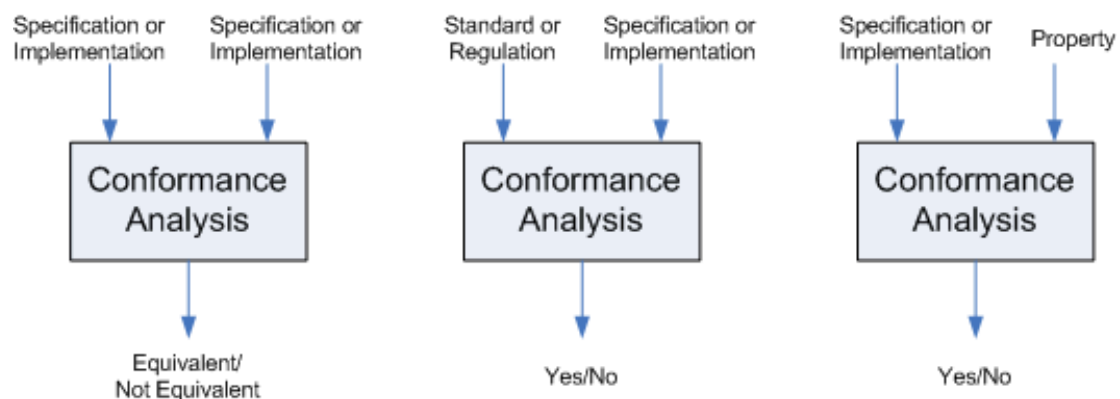 Specification or
Implementation
Specification or
Implementation
Conformance
Analysis
Equivalent/
Not Equivalent
Standard or
Regulation
Specification or
Implementation
Conformance
Analysis
Yes/No
Specification or
Implementation
Property
Conformance
Analysis
Yes/No